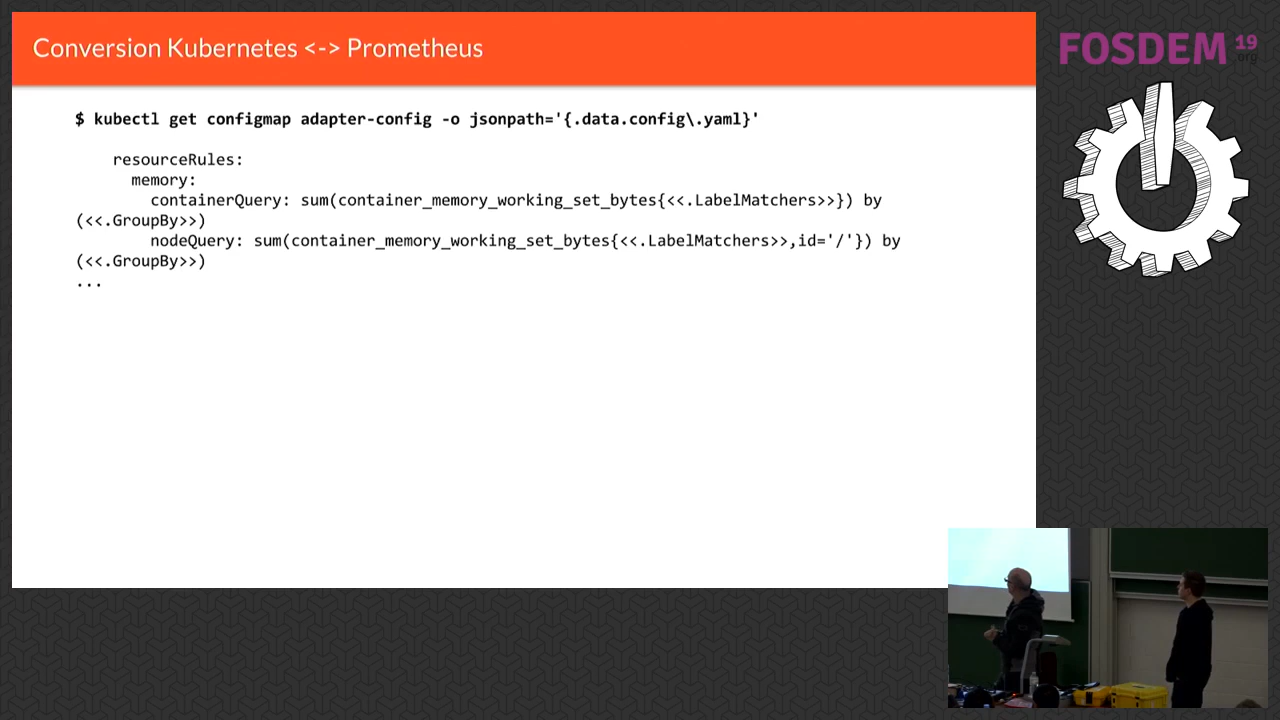 Conversion Kubernetes <-> Prometheus
FOSDEM 19
.org
$ kubectl get configmap adapter-config -o jsonpath='{.data.config\.yaml}'
resourceRules:
memory:
containerQuery: sum(container_memory_working_set_bytes{<<.LabelMatchers>>}) by
(<<.GroupBy>>)
nodeQuery: sum(container_memory_working_set_bytes{<<.LabelMatchers>>,id='/'}) by
(<<.GroupBy>>)
...